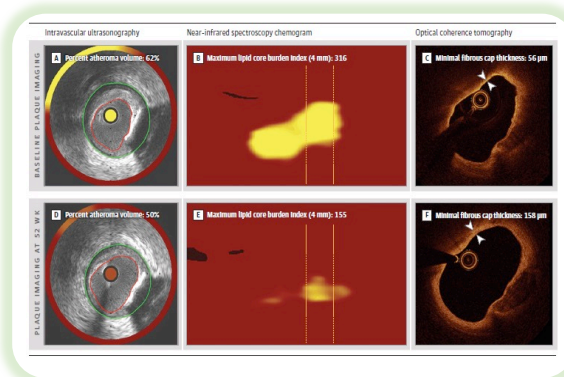 Intravascular ultrasonography
Near-infrared spectroscopy chemogram
Optical coherence tomography
BASELINE PLAQUE IMAGING
A Percent atheroma volume: 62%
B Maximum lipid core burden index (4 mm): 316
C Minimal fibrous cap thickness: 56 μm
PLAQUE IMAGING AT 52 WK
D Percent atheroma volume: 50%
E Maximum lipid core burden index (4 mm): 155
F Minimal fibrous cap thickness: 158 μm